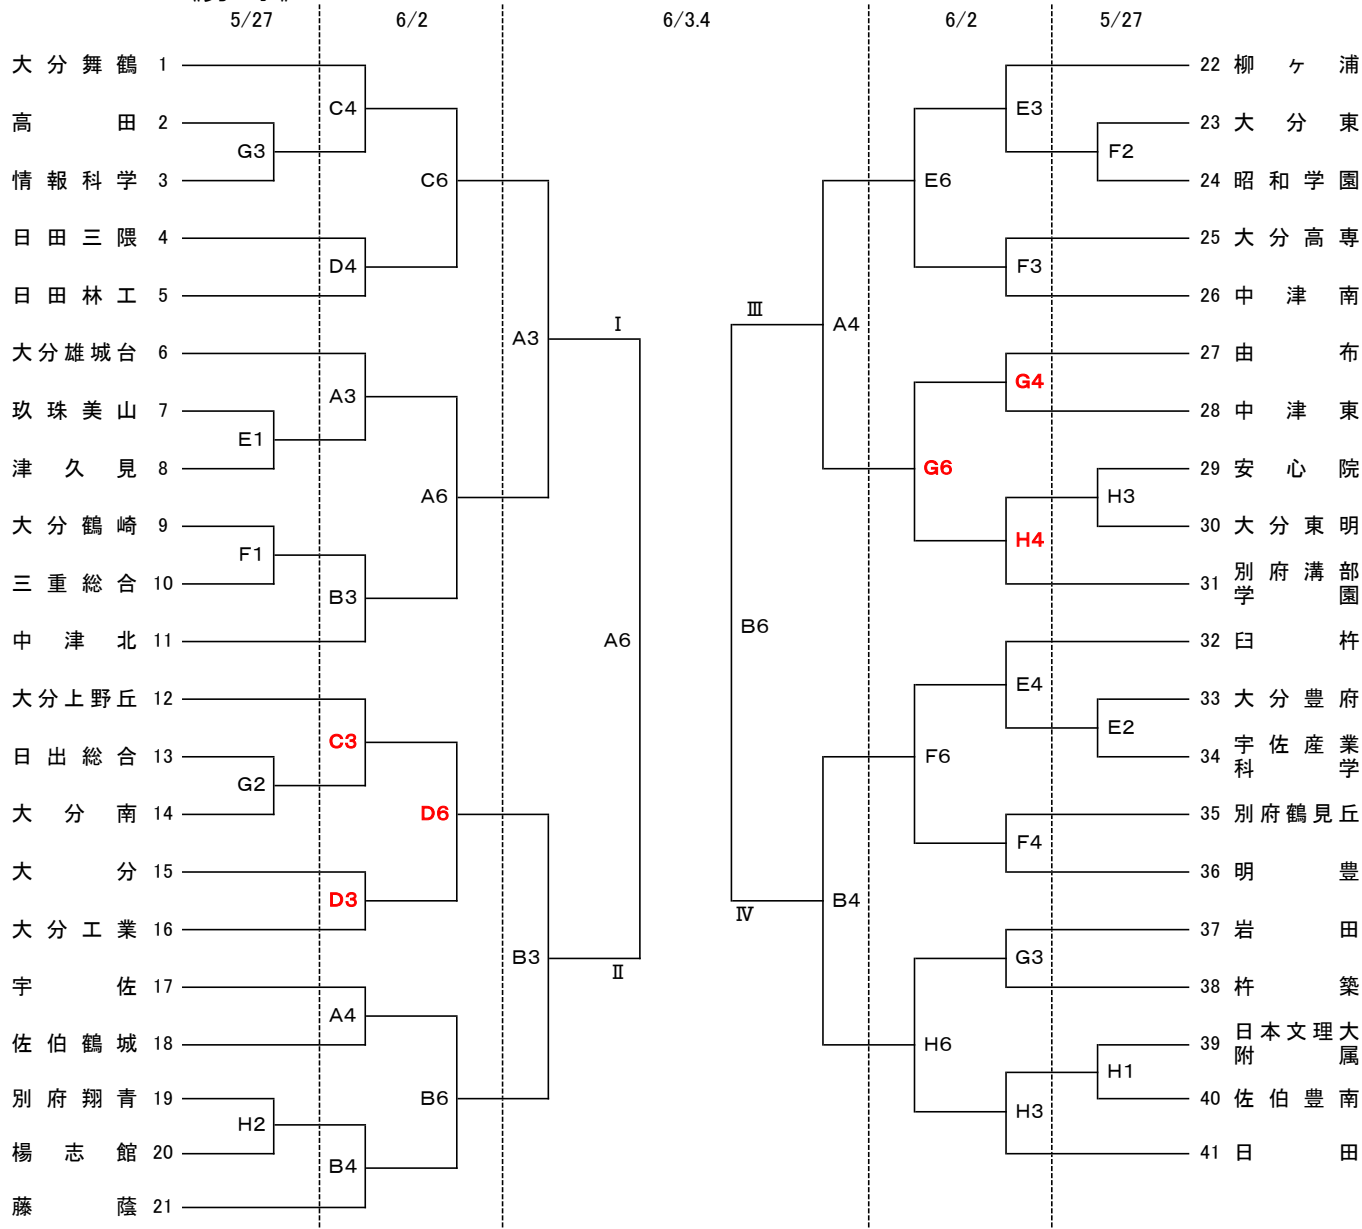 5/27 6/2 6/3.4 6/2 5/27
大分舞鶴 1
高田 2
情報科学 3
日田三隈 4
日田林工 5
大分雄城台 6
玖珠美山 7
津久見 8
大分鶴崎 9
三重総合 10
中津北 11
大分上野丘 12
日出総合 13
大分南 14
大分 15
大分工業 16
宇佐 17
佐伯鶴城 18
別府翔青 19
楊志館 20
藤蔭 21
G3
E1
F1
G2
H2
C4
D4
A3
B3
C3
D3
A4
B4
C6
A6
D6
B6
A3
B3
Ⅰ
Ⅱ
A6
Ⅲ
Ⅳ
B6
A4
B4
E6
G6
F6
H6
E3
F3
G4
H4
E4
F4
G3
H3
F2
H3
E2
H1
22 柳ヶ浦
23 大分東
24 昭和学園
25 大分高専
26 中津南
27 由布
28 中津東
29 安心院
30 大分東明
31 別府溝部
学園
32 臼杵
33 大分豊府
34 宇佐産業
科学
35 別府鶴見丘
36 明豊
37 岩田
38 杵築
39 日本文理大
附属
40 佐伯豊南
41 日田